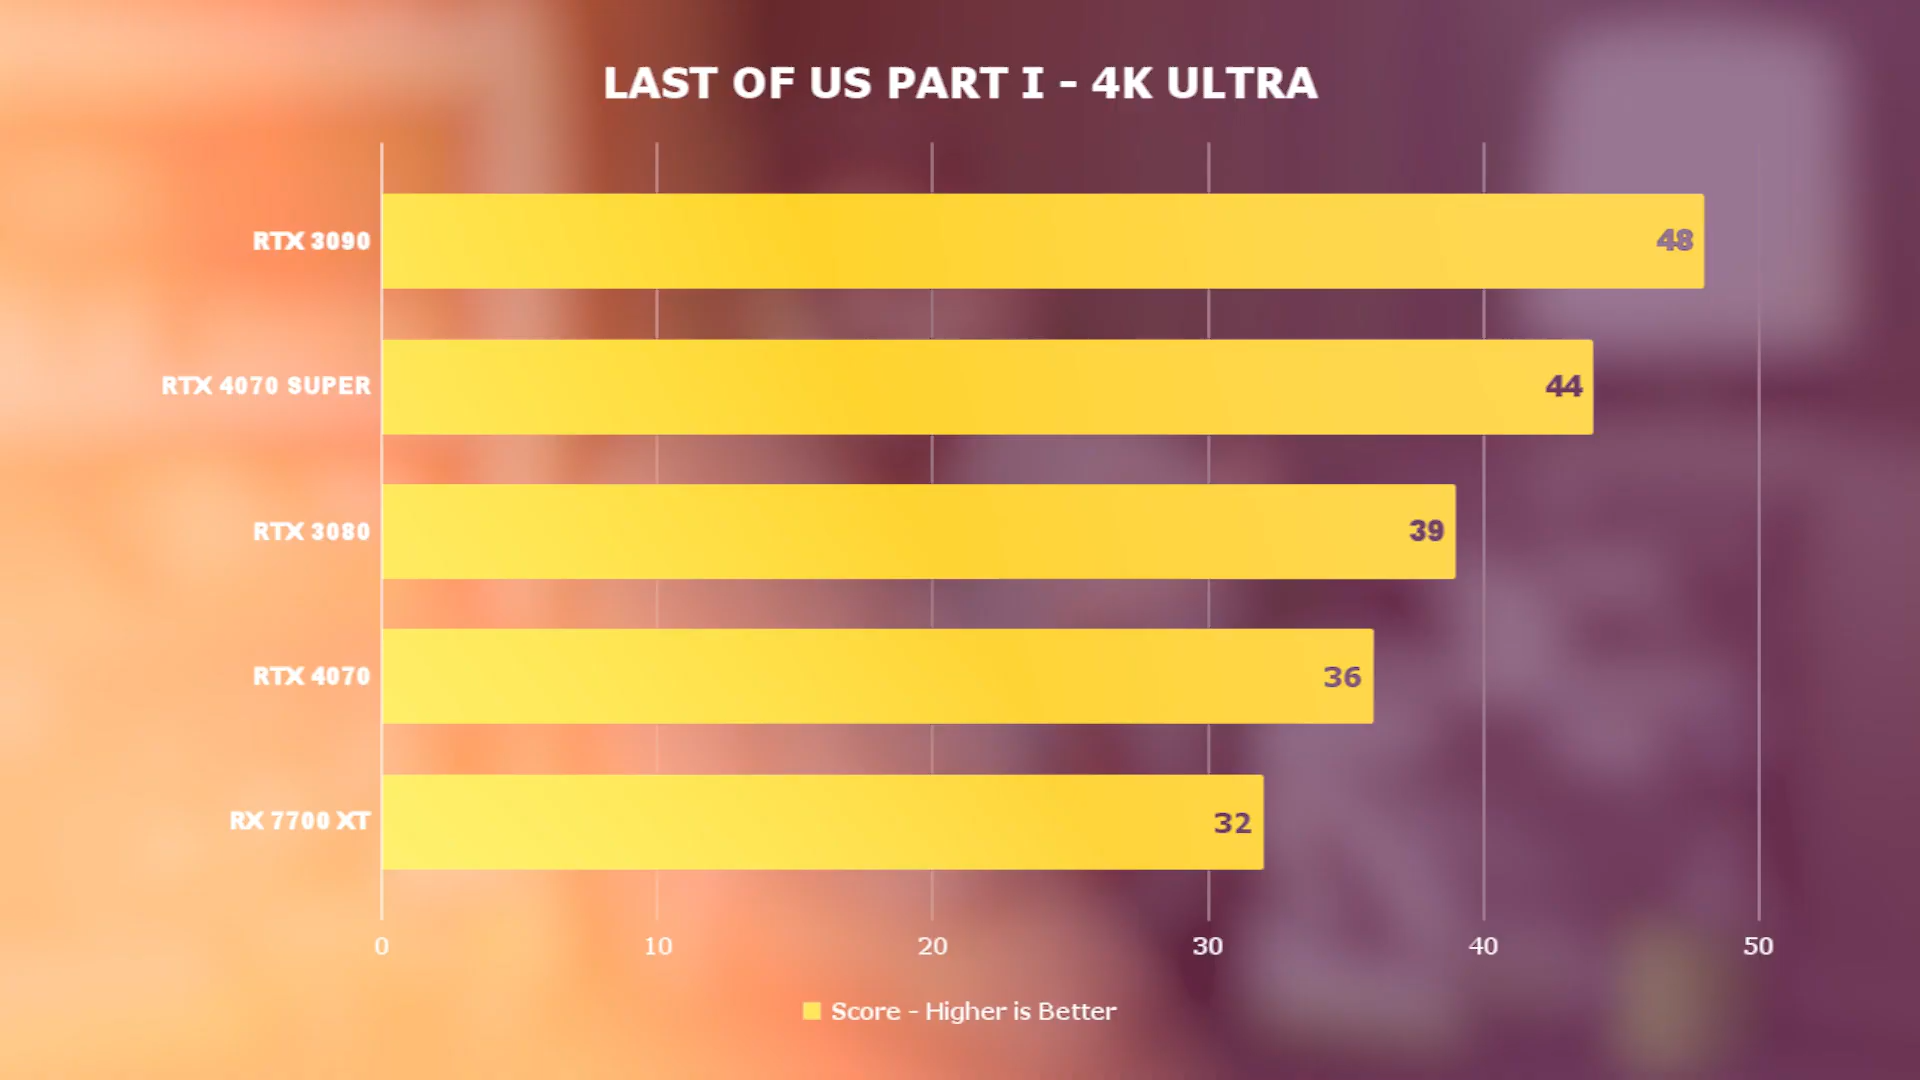 LAST OF US PART I - 4K ULTRA
RTX 3090
48
RTX 4070 SUPER
44
RTX 3080
39
RTX 4070
36
RX 7700 XT
32
0 10 20 30 40 50
Score - Higher is Better